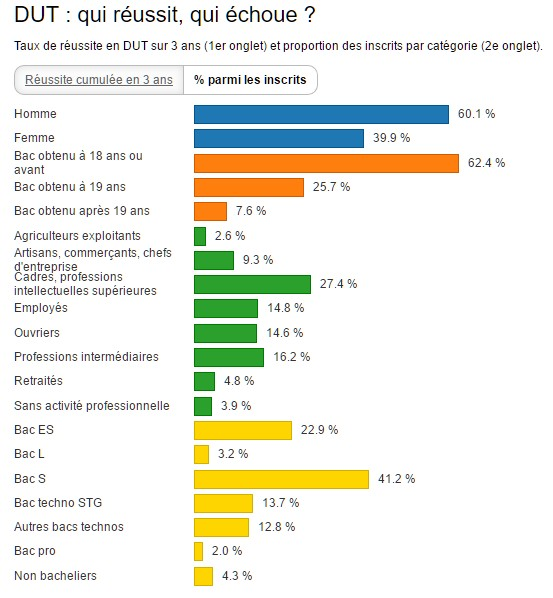 DUT : qui réussit, qui échoue ?
Taux de réussite en DUT sur 3 ans (1er onglet) et proportion des inscrits par catégorie (2e onglet).
Réussite cumulée en 3 ans % parmi les inscrits
Homme 60.1 %
Femme 39.9 %
Bac obtenu à 18 ans ou
avant 62.4 %
Bac obtenu à 19 ans 25.7 %
Bac obtenu après 19 ans 7.6 %
Agriculteurs exploitants 2.6 %
Artisans, commerçants, chefs
d'entreprise 9.3 %
Cadres, professions
intellectuelles supérieures 27.4 %
Employés 14.8 %
Ouvriers 14.6 %
Professions intermédiaires 16.2 %
Retraités 4.8 %
Sans activité professionnelle 3.9 %
Bac ES 22.9 %
Bac L 3.2 %
Bac S 41.2 %
Bac techno STG 13.7 %
Autres bacs technos 12.8 %
Bac pro 2.0 %
Non bacheliers 4.3 %